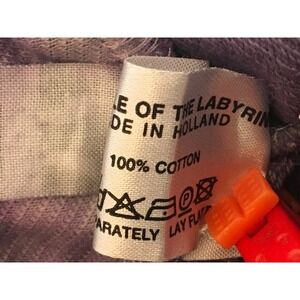 LE OF THE LABYRIN
DE IN HOLLAND
100% COTTON
P
ARATELY LAY FL